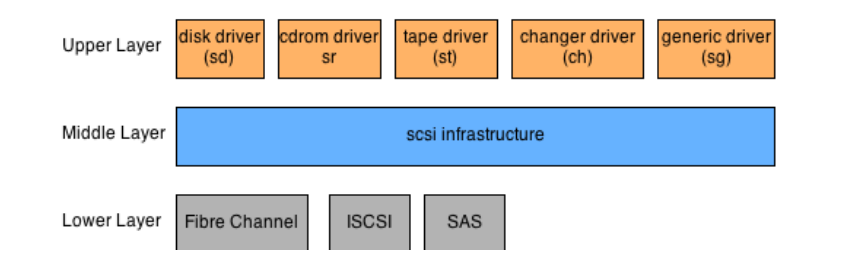 Upper Layer
disk driver
(sd)
cdrom driver
sr
tape driver
(st)
changer driver
(ch)
generic driver
(sg)
Middle Layer
scsi infrastructure
Lower Layer
Fibre Channel
ISCSI
SAS